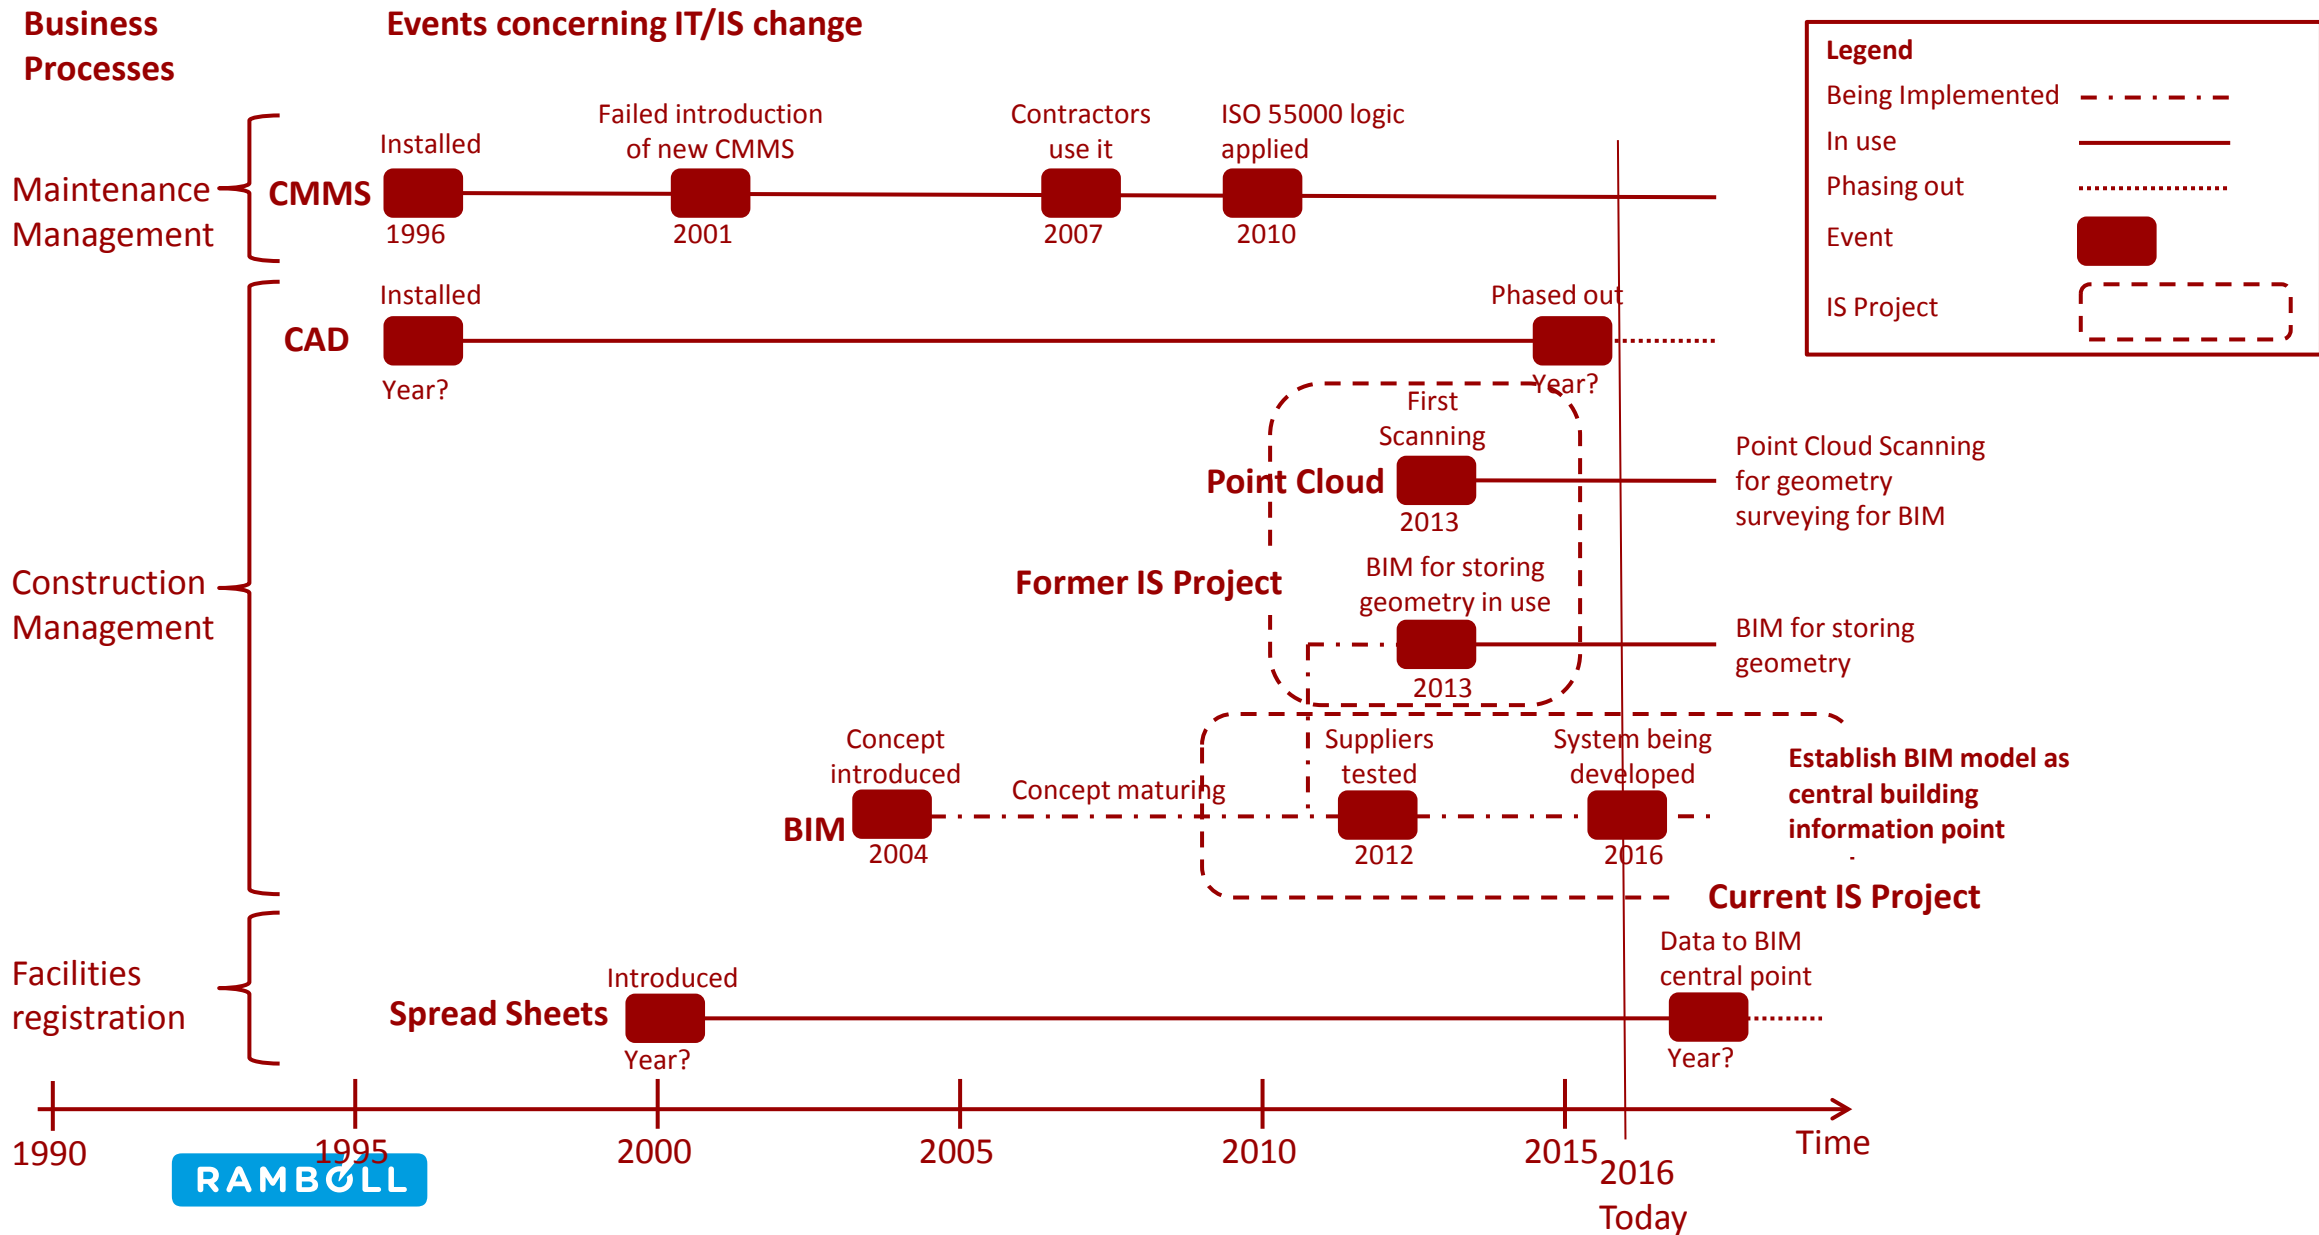 Business
Processes
Events concerning IT/IS change
Legend
Being Implemented
In use
Phasing out
Event
IS Project
Maintenance
Management
CMMS
Installed
1996
Failed introduction
of new CMMS
2001
Contractors
use it
2007
ISO 55000 logic
applied
2010
Construction
Management
CAD
Installed
Year?
Phased out
Year?
Point Cloud
First
Scanning
2013
Point Cloud Scanning
for geometry
surveying for BIM
Former IS Project
BIM for storing
geometry in use
2013
BIM for storing
geometry
BIM
Concept
introduced
2004
Concept maturing
Suppliers
tested
2012
System being
developed
2016
Establish BIM model as
central building
information point
Current IS Project
Facilities
registration
Spread Sheets
Introduced
Year?
Data to BIM
central point
Year?
1990
1995
2000
2005
2010
2015
2016
Today
Time
RAMBOLL